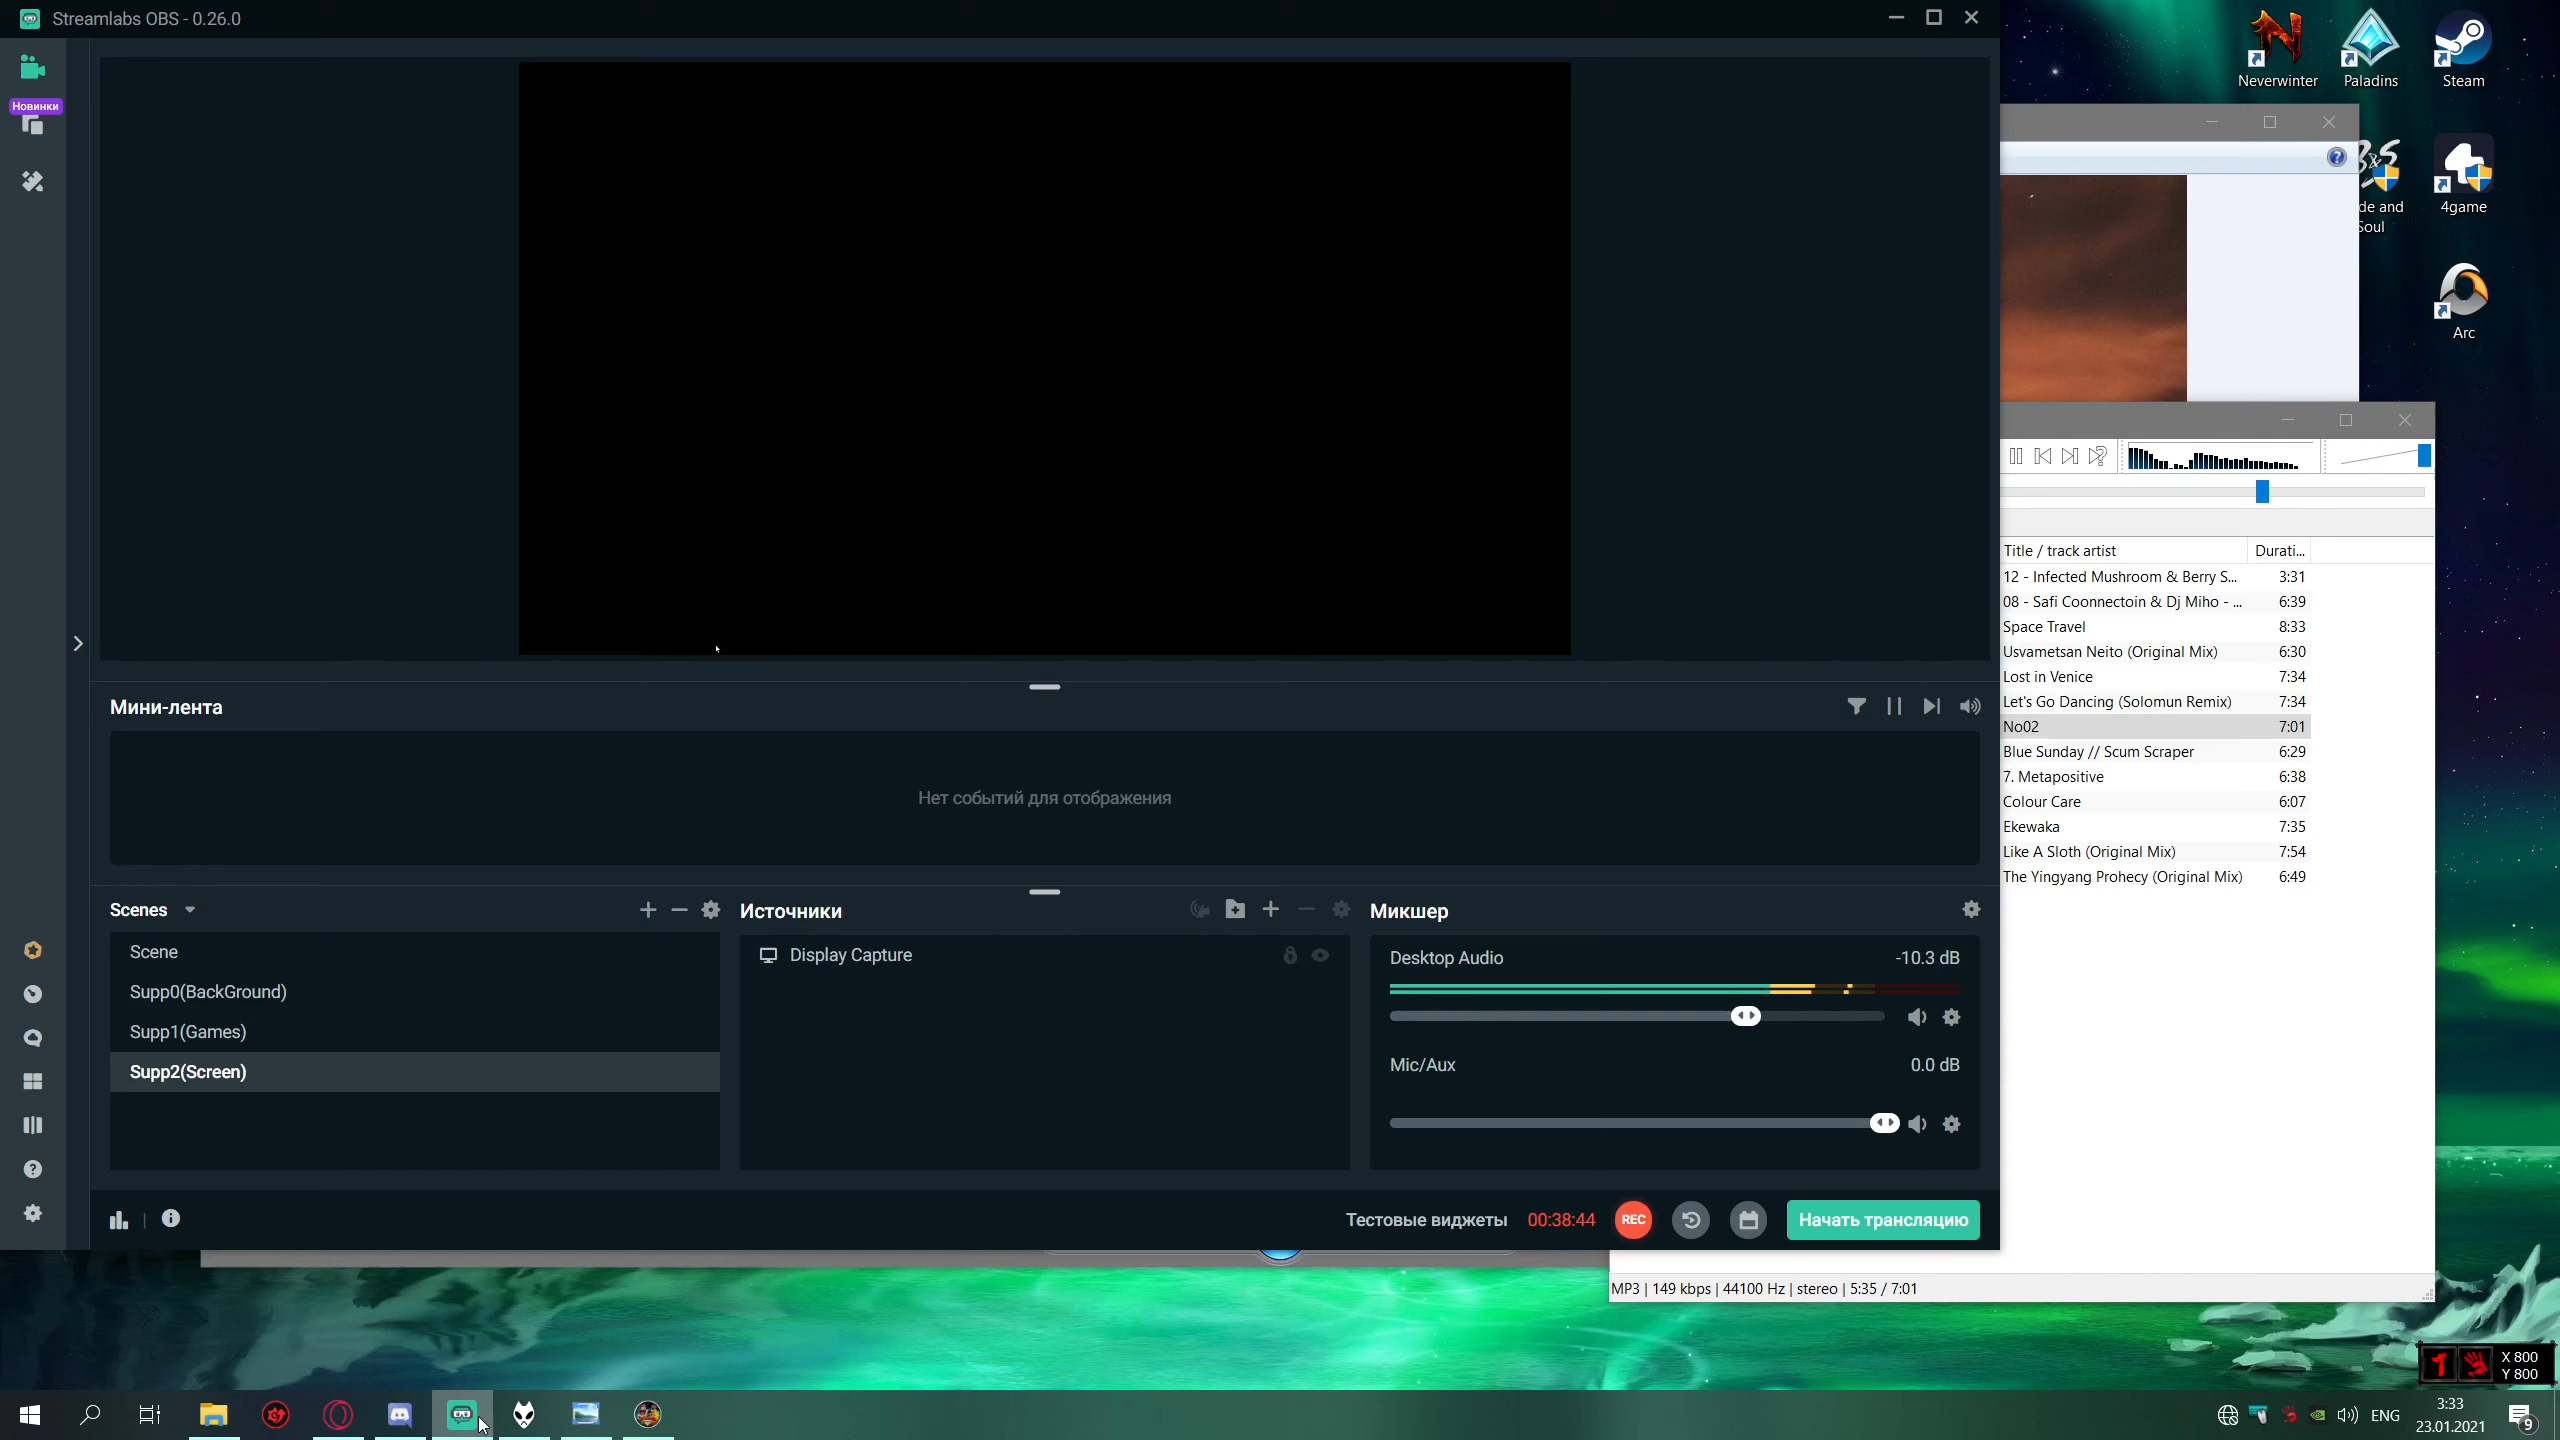 Streamlabs OBS - 0.26.0
Новинки
Neverwinter
Paladins
Steam
de and
Soul
4game
Arc
Title / track artist
Durati...
12 - Infected Mushroom & Berry S...
3:31
08 - Safi Coonnectoin & Dj Miho - ...
6:39
Space Travel
8:33
Usvametsan Neito (Original Mix)
6:30
Lost in Venice
7:34
Let's Go Dancing (Solomun Remix)
7:34
No02
7:01
Blue Sunday // Scum Scraper
6:29
7. Metapositive
6:38
Colour Care
6:07
Ekewaka
7:35
Like A Sloth (Original Mix)
7:54
The Yingyang Prohecy (Original Mix)
6:49
Мини-лента
Нет событий для отображения
Scenes
Scene
Supp0(BackGround)
Supp1(Games)
Supp2(Screen)
Источники
Display Capture
Микшер
Desktop Audio
-10.3 dB
Mic/Aux
0.0 dB
Тестовые виджеты
00:38:44
REC
Начать трансляцию
MP3 | 149 kbps | 44100 Hz | stereo | 5:35 / 7:01
1
X 800
Y 800
ENG
3:33
23.01.2021
9